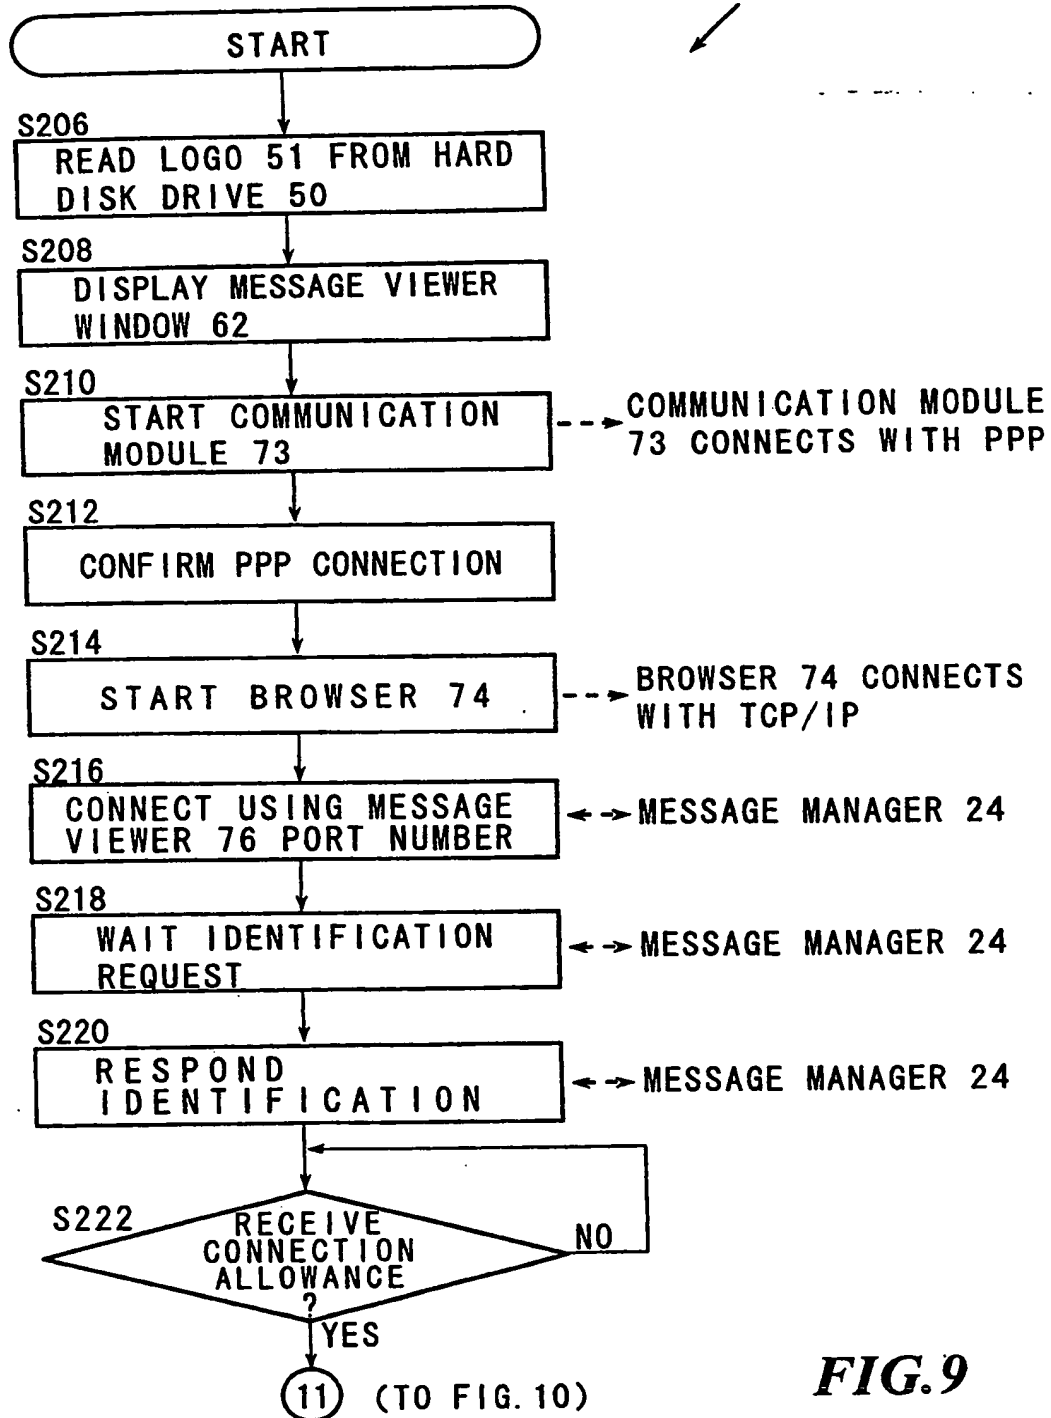 START
S206
READ LOGO 51 FROM HARD
DISK DRIVE 50
S208
DISPLAY MESSAGE VIEWER
WINDOW 62
S210
START COMMUNICATION
MODULE 73
COMMUNICATION MODULE
73 CONNECTS WITH PPP
S212
CONFIRM PPP CONNECTION
S214
START BROWSER 74
BROWSER 74 CONNECTS
WITH TCP/IP
S216
CONNECT USING MESSAGE
VIEWER 76 PORT NUMBER
MESSAGE MANAGER 24
S218
WAIT IDENTIFICATION
REQUEST
MESSAGE MANAGER 24
S220
RESPOND
IDENTIFICATION
MESSAGE MANAGER 24
S222
RECEIVE
CONNECTION
ALLOWANCE
?
NO
YES
11 (TO FIG.10)
FIG.9